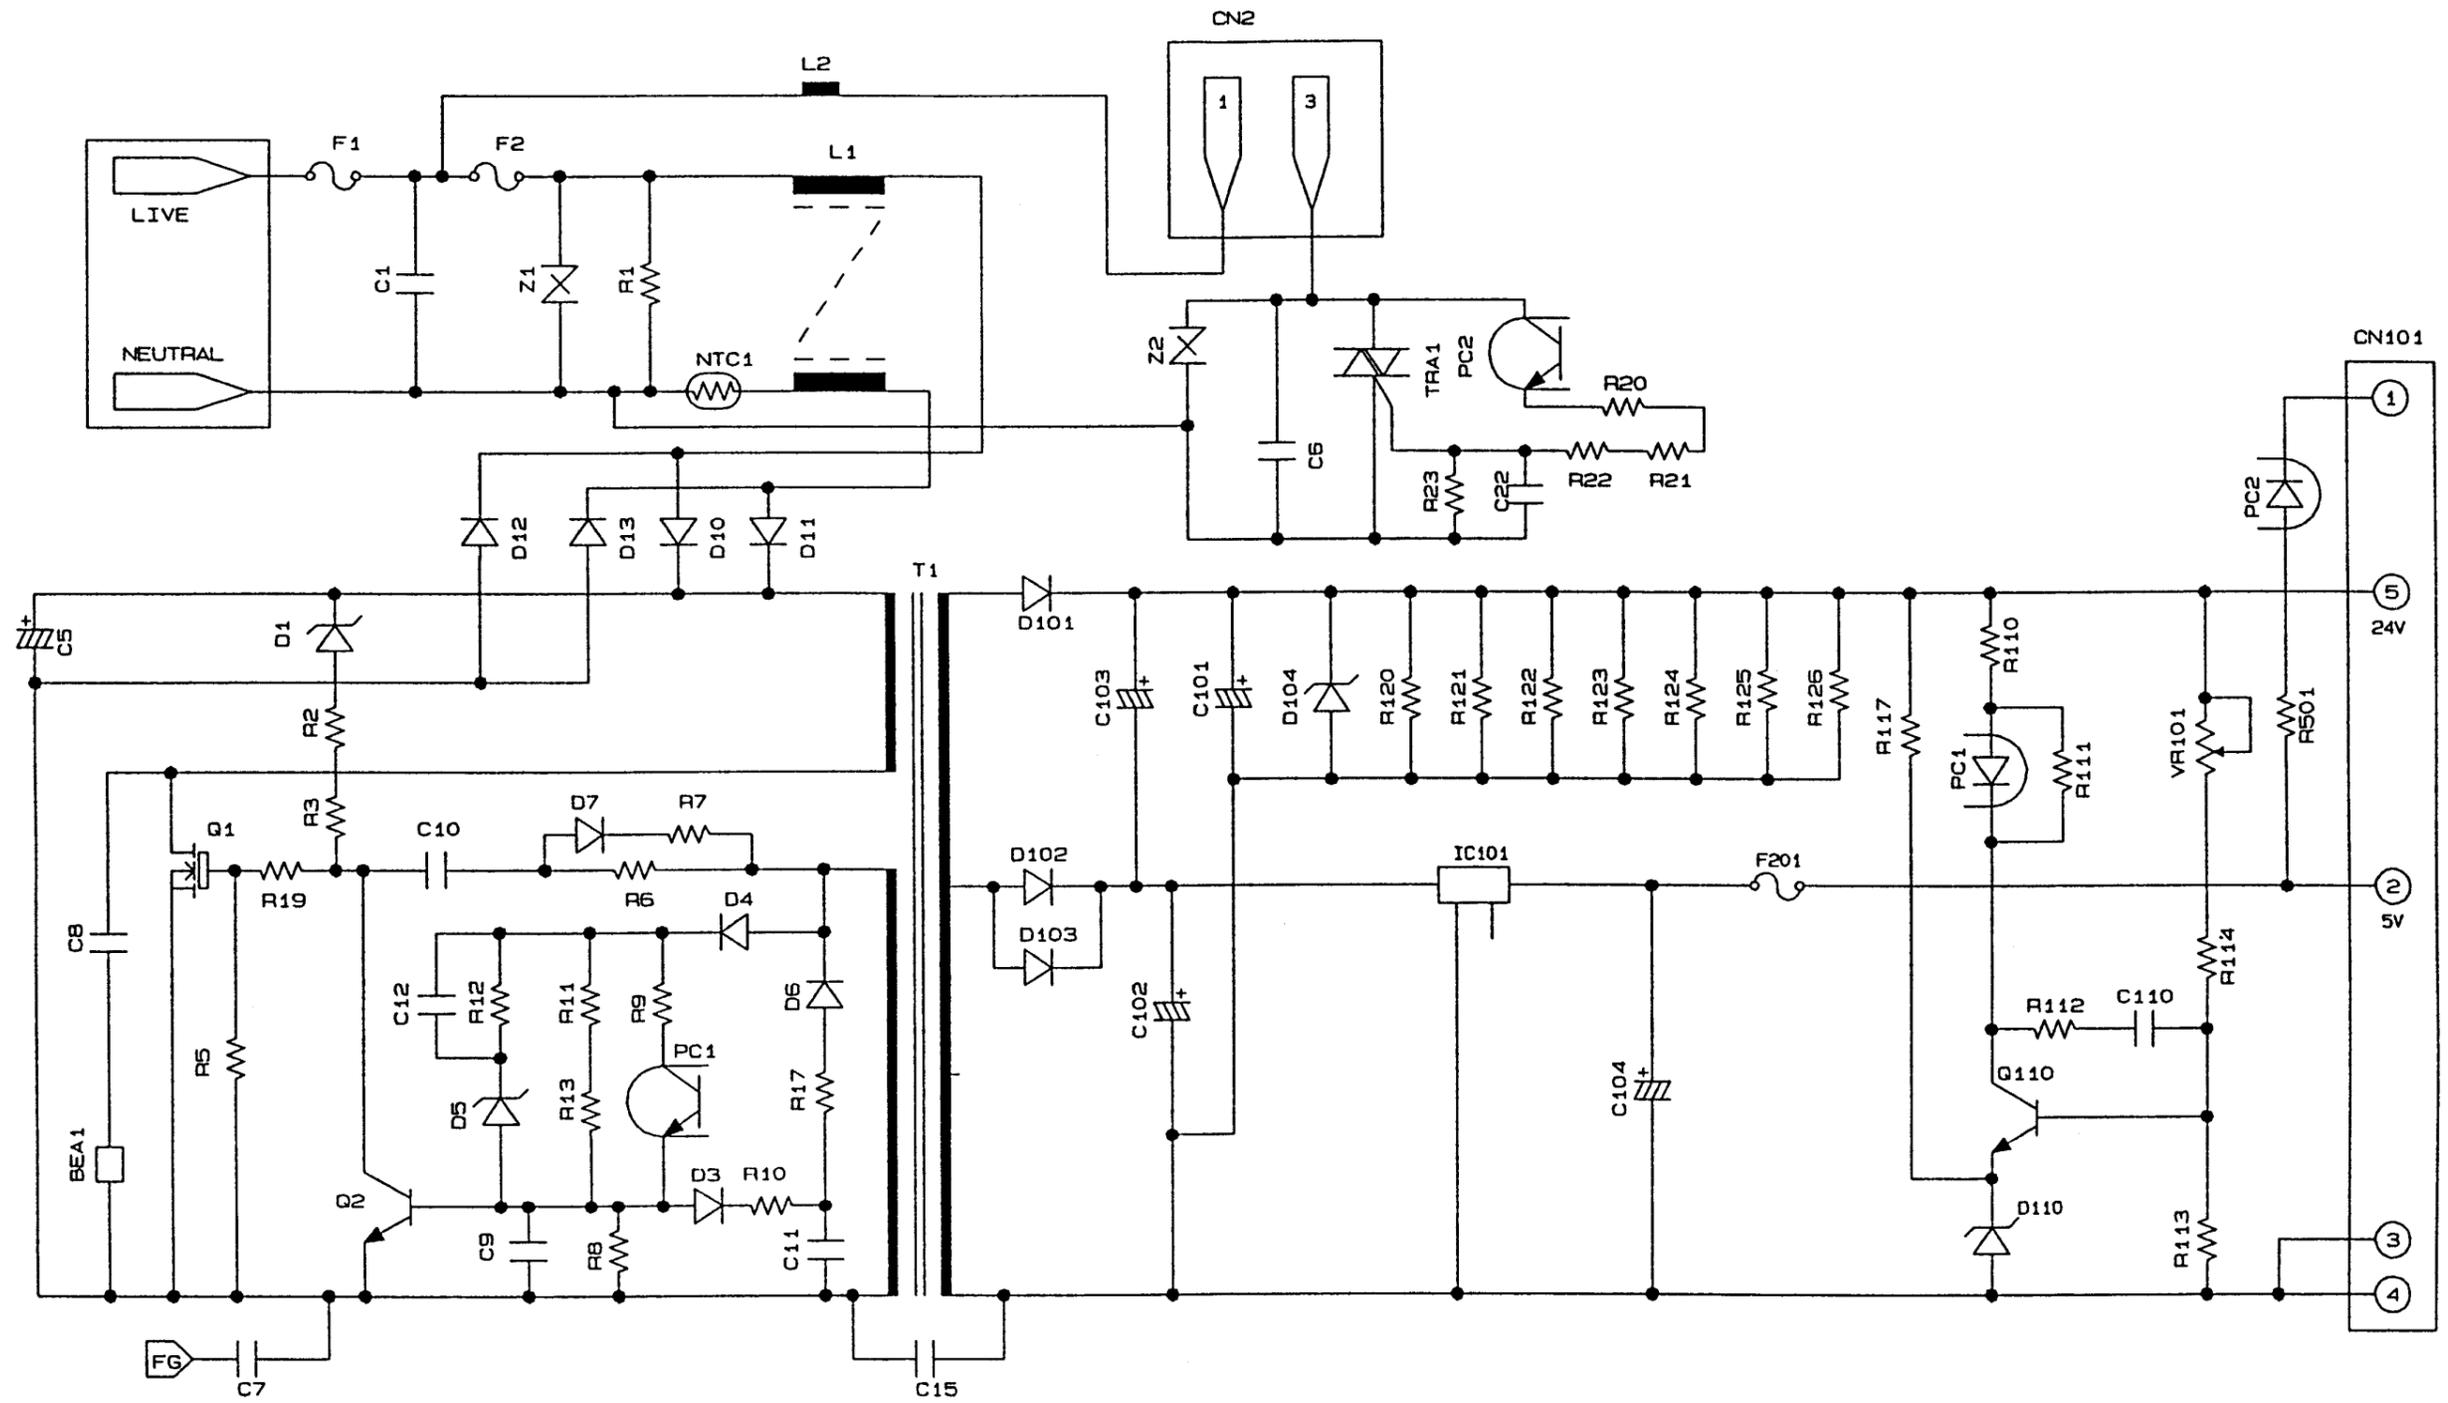 CN2
L2
1
3
F1
F2
L1
LIVE
C1
Z1
R1
NEUTRAL
NTC1
Z2
C6
TRA1
PC2
R20
R23
C22
R22
R21
CN101
1
PC2
D12
D13
D10
D11
T1
C5
D1
D101
5
24V
R2
R3
C103
C101
D104
R120
R121
R122
R123
R124
R125
R126
R117
R110
PC1
R111
VR101
R501
Q1
C10
D7
R7
R19
R6
D4
D102
D103
IC101
F201
2
5V
C8
C12
R12
R11
R9
D6
C102
R114
R112
C110
R5
D5
R13
PC1
R17
C104
Q110
BEA1
Q2
D3
R10
D110
C9
R8
C11
R113
3
4
FG
C7
C15